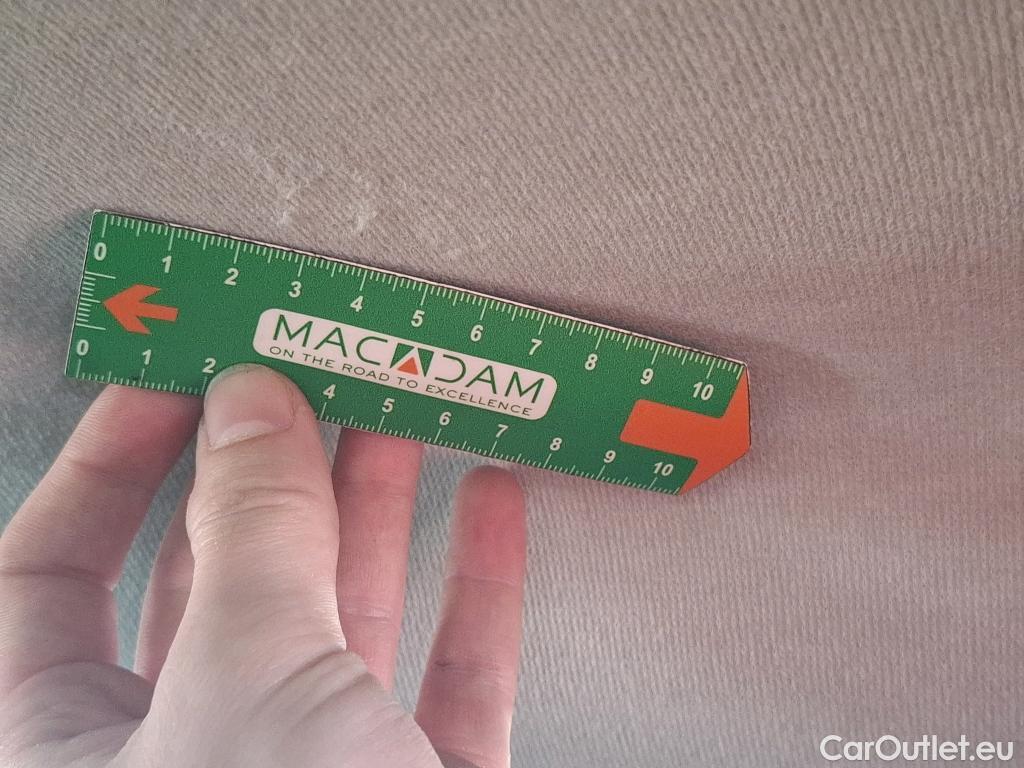 0 1 2 3 4 5 6 7 8 9 10
MACADAM
ON THE ROAD TO EXCELLENCE
0 1 2 4 5 6 7 8 9 10
CarOutlet.eu